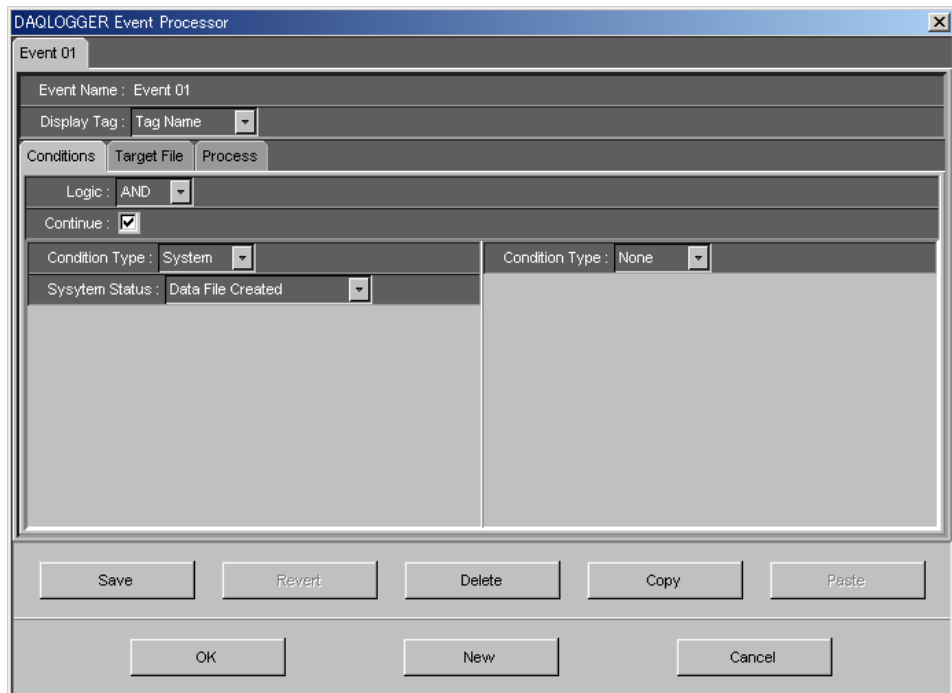 DAQLOGGER Event Processor
Event 01
Event Name : Event 01
Display Tag : Tag Name
Conditions Target File Process
Logic : AND
Continue :
Condition Type : System Condition Type : None
Sysytem Status : Data File Created
Save Revert Delete Copy Paste
OK New Cancel